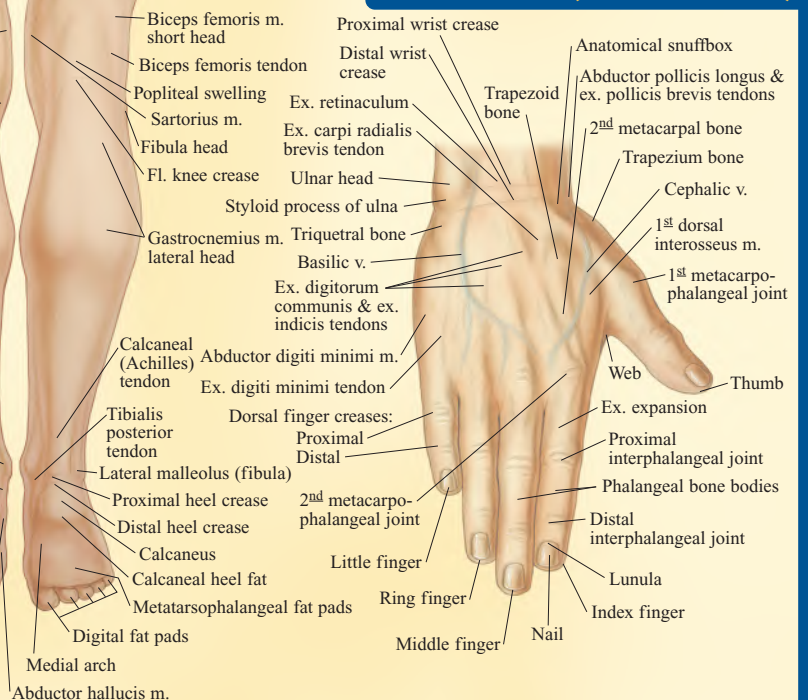 Biceps femoris m.
short head
Biceps femoris tendon
Popliteal swelling
Sartorius m.
Fibula head
Fl. knee crease
Gastrocnemius m.
lateral head
Calcaneal
(Achilles)
tendon
Tibialis
posterior
tendon
Lateral malleolus (fibula)
Proximal heel crease
Distal heel crease
Calcaneus
Calcaneal heel fat
Metatarsophalangeal fat pads
Digital fat pads
Medial arch
Abductor hallucis m.
Proximal wrist crease
Distal wrist
crease
Ex. retinaculum
Ex. carpi radialis
brevis tendon
Ulnar head
Styloid process of ulna
Triquetral bone
Basilic v.
Ex. digitorum
communis & ex.
indicis tendons
Abductor digiti minimi m.
Ex. digiti minimi tendon
Dorsal finger creases:
Proximal
Distal
2nd metacarpo-
phalangeal joint
Little finger
Ring finger
Middle finger
Nail
Trapezoid
bone
Anatomical snuffbox
Abductor pollicis longus &
ex. pollicis brevis tendons
2nd metacarpal bone
Trapezium bone
Cephalic v.
1st dorsal
interosseus m.
1st metacarpo-
phalangeal joint
Web
Thumb
Ex. expansion
Proximal
interphalangeal joint
Phalangeal bone bodies
Distal
interphalangeal joint
Lunula
Index finger